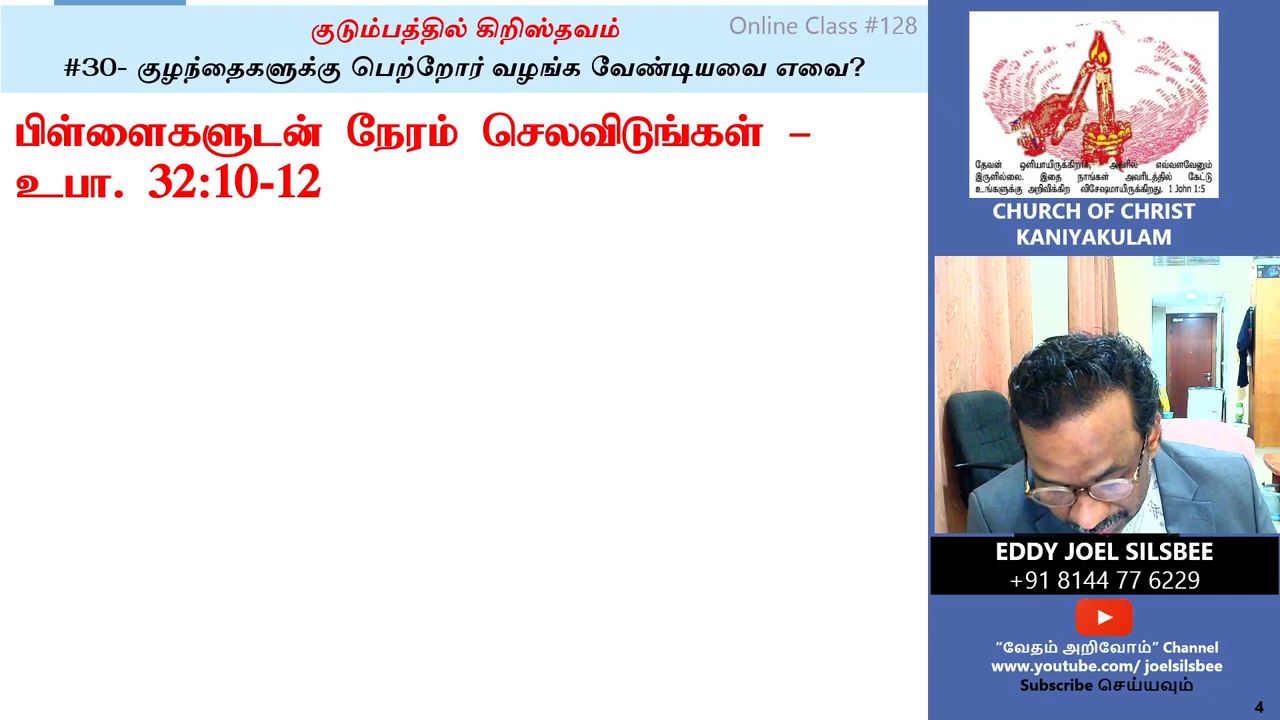 குடும்பத்தில் கிறிஸ்தவம்
Online Class #128
#30- குழந்தைகளுக்கு பெற்றோர் வழங்க வேண்டியவை எவை?
பிள்ளைகளுடன் நேரம் செலவிடுங்கள் –
உபா. 32:10-12
தேவன் ஒளியாயிருக்கிறார், அவரில் எவ்வளவேனும்
இருளில்லை. இதை நாங்கள் அவரிடத்தில் கேட்டு
உங்களுக்கு அறிவிக்கிற விசேஷமாயிருக்கிறது. 1 John 1:5
CHURCH OF CHRIST
KANIYAKULAM
EDDY JOEL SILSBEE
+91 8144 77 6229
"வேதம் அறிவோம்" Channel
www.youtube.com/ joelsilsbee
Subscribe செய்யவும்
4